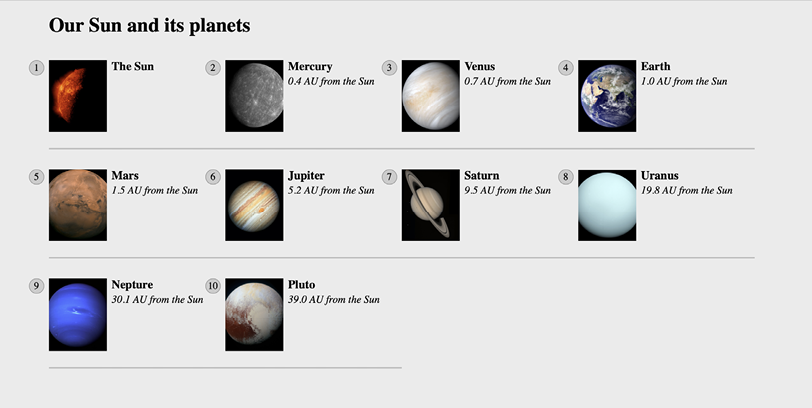 Our Sun and its planets
1 The Sun
2 Mercury
0.4 AU from the Sun
3 Venus
0.7 AU from the Sun
4 Earth
1.0 AU from the Sun
5 Mars
1.5 AU from the Sun
6 Jupiter
5.2 AU from the Sun
7 Saturn
9.5 AU from the Sun
8 Uranus
19.8 AU from the Sun
9 Nepture
30.1 AU from the Sun
10 Pluto
39.0 AU from the Sun